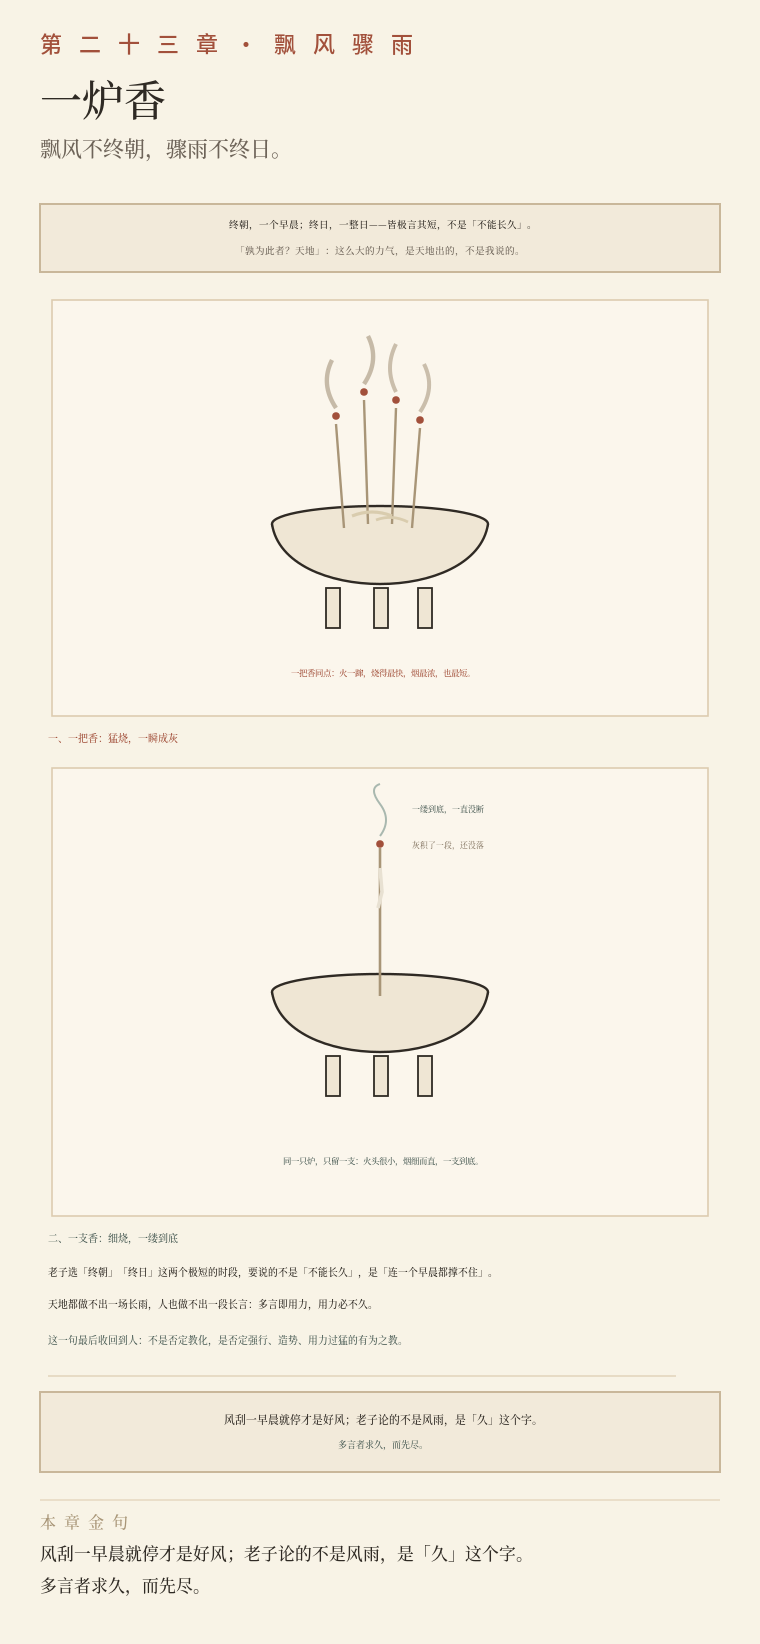 第二十三章·飘风骤雨
一炉香
飘风不终朝，骤雨不终日。
终朝，一个早晨；终日，一整日——皆极言其短，不是「不能长久」。
「孰为此者？天地」：这么大的力气，是天地出的，不是我说的。
一把香同点：火一蹿，烧得最快，烟最浓，也最短。
一、一把香：猛烧，一瞬成灰
一缕到底，一直没断
灰积了一段，还没落
同一只炉，只留一支：火头很小，烟细而直，一支到底。
二、一支香：细烧，一缕到底
老子选「终朝」「终日」这两个极短的时段，要说的不是「不能长久」，是「连一个早晨都撑不住」。
天地都做不出一场长雨，人也做不出一段长言：多言即用力，用力必不久。
这一句最后收回到人：不是否定教化，是否定强行、造势、用力过猛的有为之教。
风刮一早晨就停才是好风；老子论的不是风雨，是「久」这个字。
多言者求久，而先尽。
本章金句
风刮一早晨就停才是好风；老子论的不是风雨，是「久」这个字。
多言者求久，而先尽。